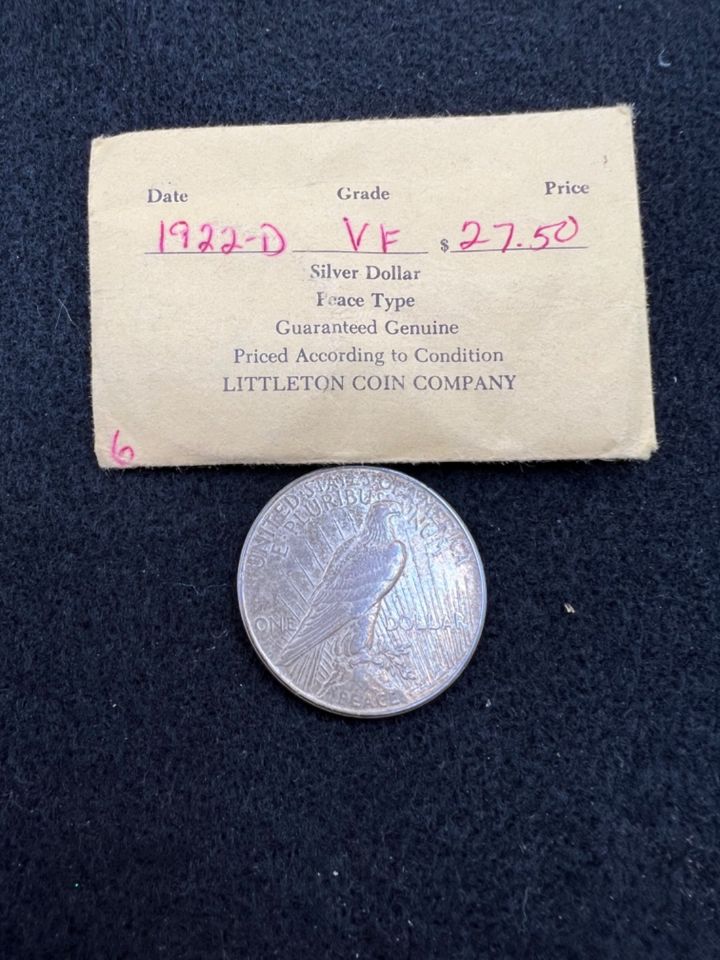 Date Grade Price
1922-D VF $27.50
Silver Dollar
Peace Type
Guaranteed Genuine
Priced According to Condition
LITTLETON COIN COMPANY
6
UNITED STATES OF AMERICA
E PLURIBUS UNUM
ONE DOLLAR
PEACE